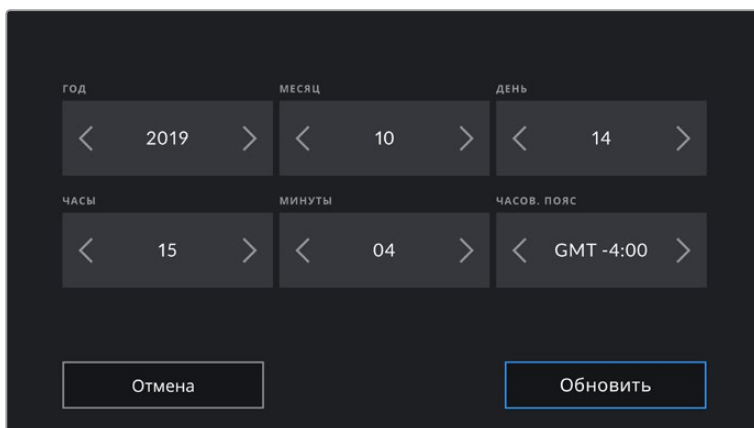 ГОД МЕСЯЦ ДЕНЬ
2019 10 14
ЧАСЫ МИНУТЫ ЧАСОВ. ПОЯС
15 04 GMT -4:00
Отмена Обновить